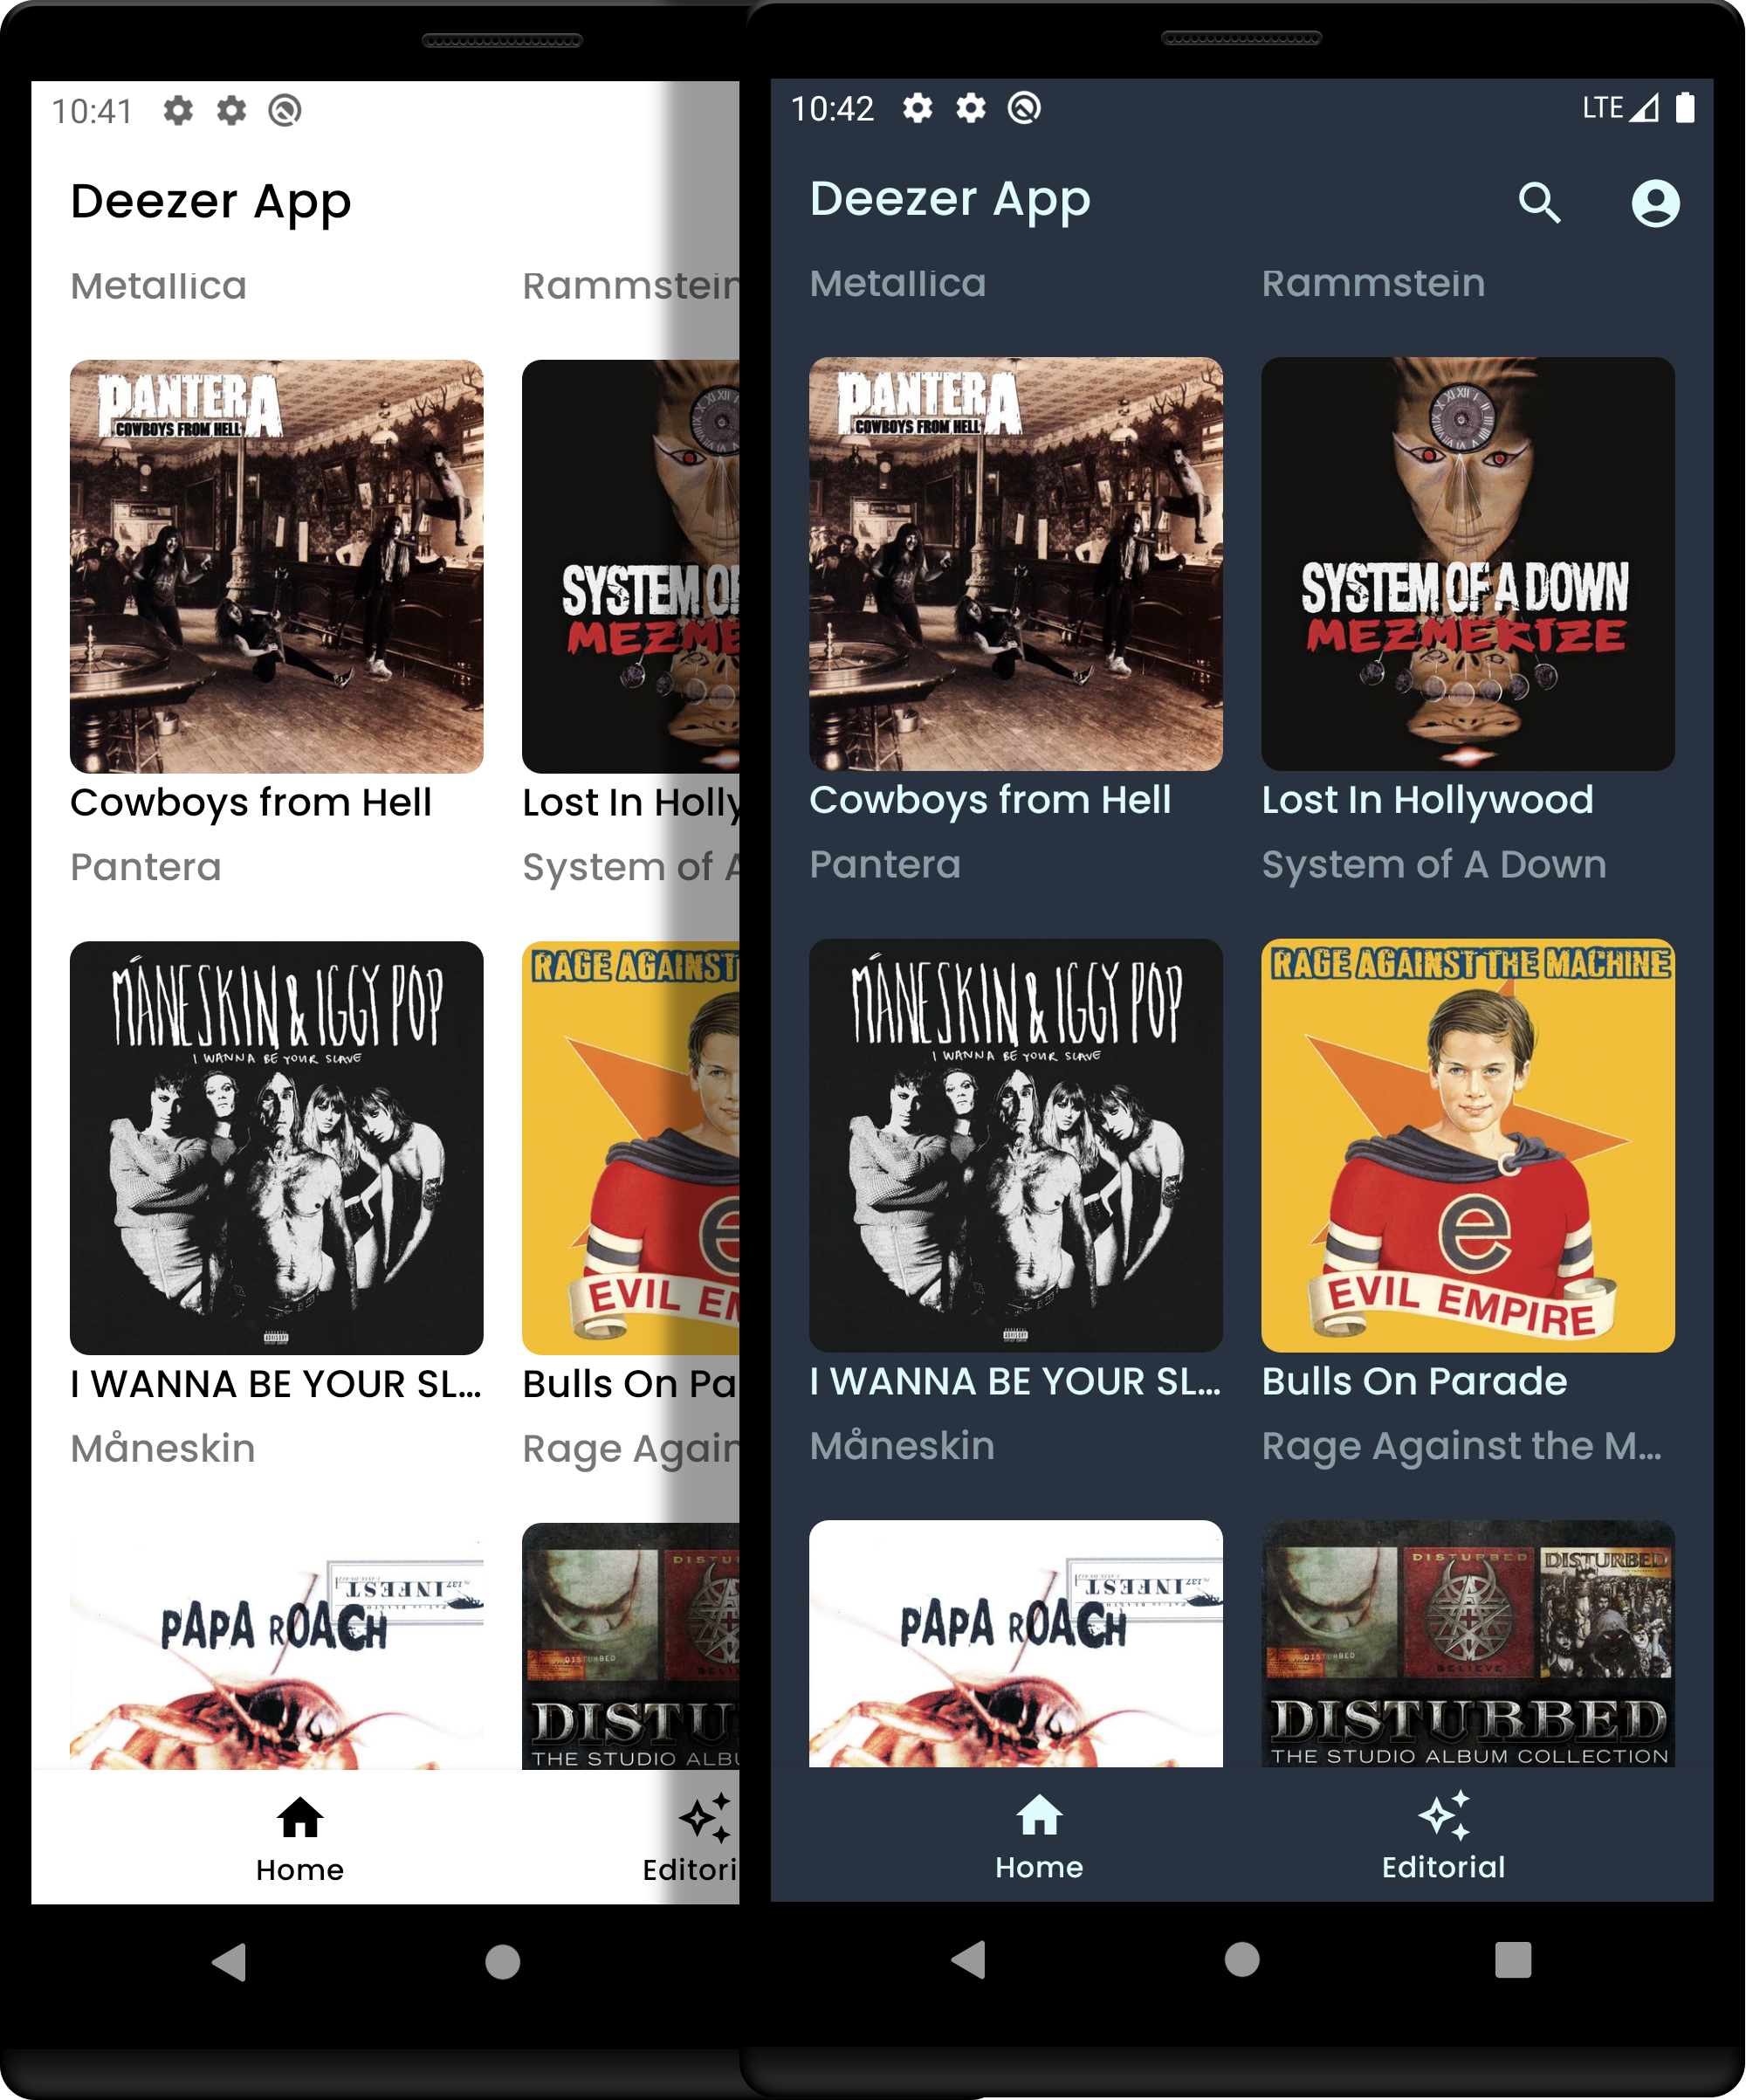 10:41
Deezer App
Metallica
Rammstein
PANTERA
COWBOYS FROM HELL
SYSTEM OF
Cowboys from Hell
Lost In Holly
Pantera
System of A
MÅNESKIN & IGGY POP
I WANNA BE YOUR SLAVE
RAGE AGAINST
e
EVIL EM
I WANNA BE YOUR SL...
Bulls On Pa
Måneskin
Rage Again
INFEST
PAPA ROACH
DISTU
THE STUDIO ALBU
Home
Editori
10:42
LTE
Deezer App
Metallica
Rammstein
PANTERA
COWBOYS FROM HELL
SYSTEM OF A DOWN
MEZMERIZE
Cowboys from Hell
Lost In Hollywood
Pantera
System of A Down
MÅNESKIN & IGGY POP
I WANNA BE YOUR SLAVE
RAGE AGAINST THE MACHINE
e
EVIL EMPIRE
I WANNA BE YOUR SL...
Bulls On Parade
Måneskin
Rage Against the M...
INFEST
PAPA ROACH
DISTURBED
DISTURBED
DISTURBED
BELIEVE
DISTURBED
THE STUDIO ALBUM COLLECTION
Home
Editorial